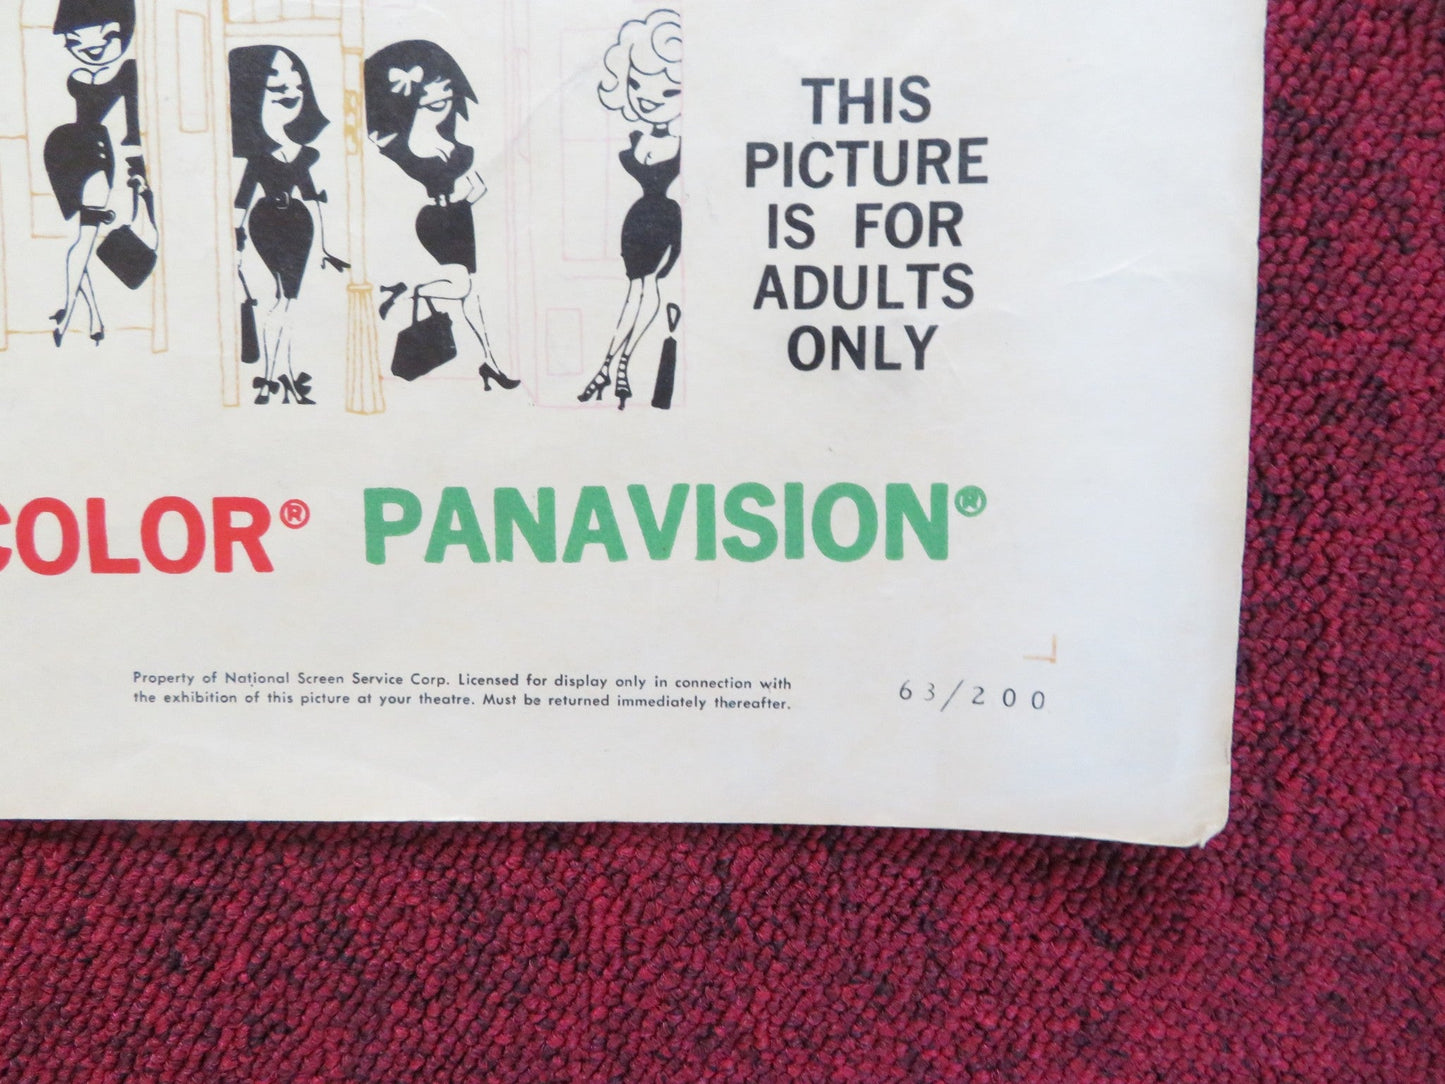 THIS
PICTURE
IS FOR
ADULTS
ONLY
COLOR® PANAVISION®
Property of National Screen Service Corp. Licensed for display only in connection with
the exhibition of this picture at your theatre. Must be returned immediately thereafter.
63/200